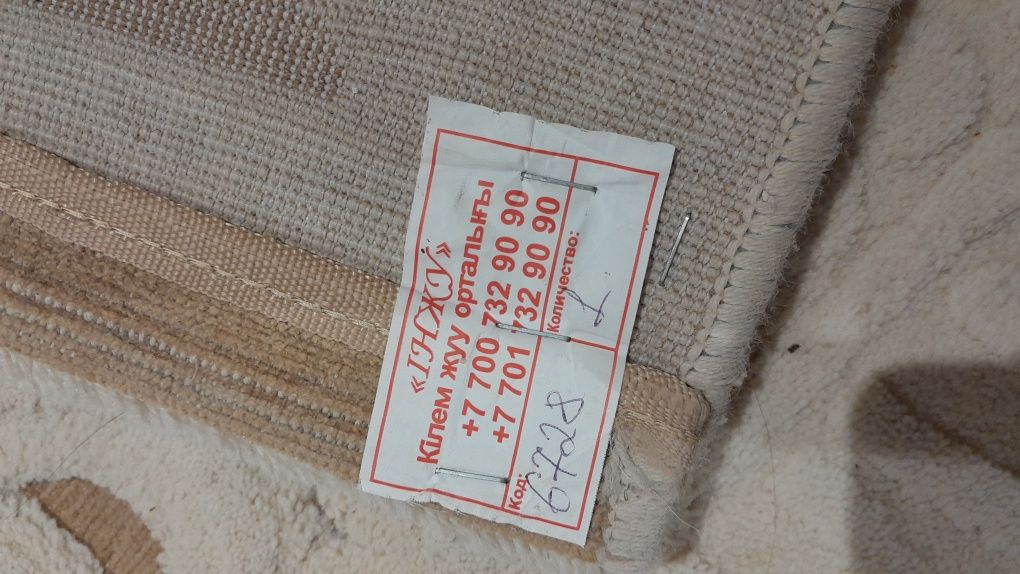 «ІНЖУ»
Кілем жуу орталығы
+7 700 732 90 90
+7 701 732 90 90
Код: Количество:
6728 1